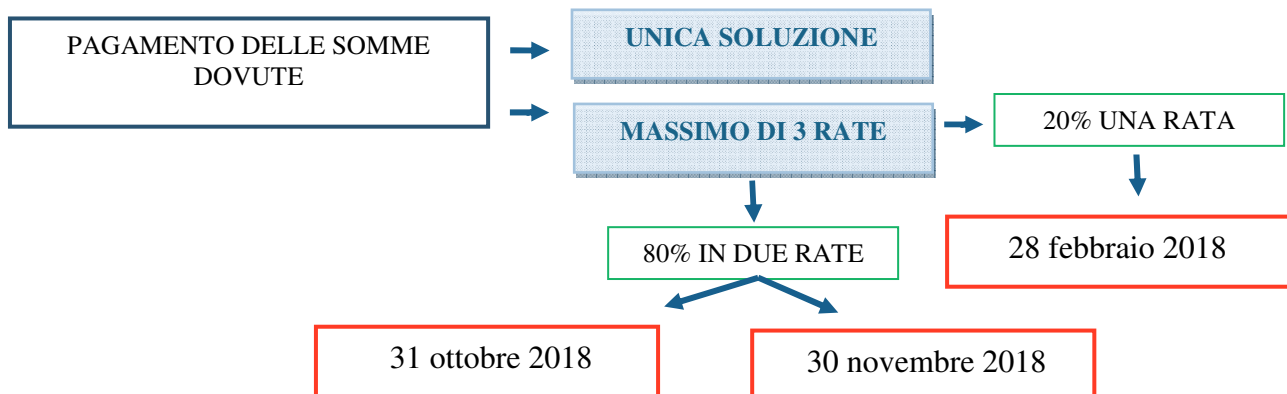 PAGAMENTO DELLE SOMME
DOVUTE
UNICA SOLUZIONE
MASSIMO DI 3 RATE
20% UNA RATA
80% IN DUE RATE
28 febbraio 2018
31 ottobre 2018
30 novembre 2018